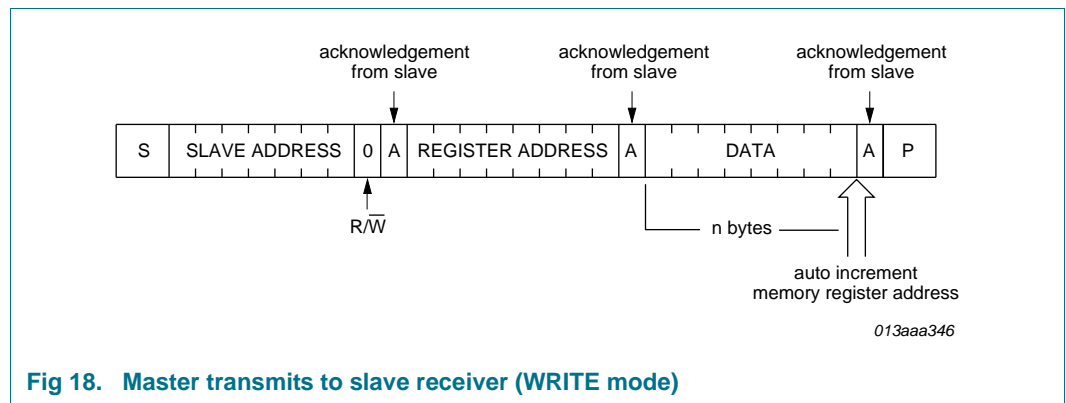 acknowledgement
from slave
acknowledgement
from slave
acknowledgement
from slave
S SLAVE ADDRESS 0 A REGISTER ADDRESS A DATA A P
R/W̅
n bytes
auto increment
memory register address
013aaa346
Fig 18. Master transmits to slave receiver (WRITE mode)